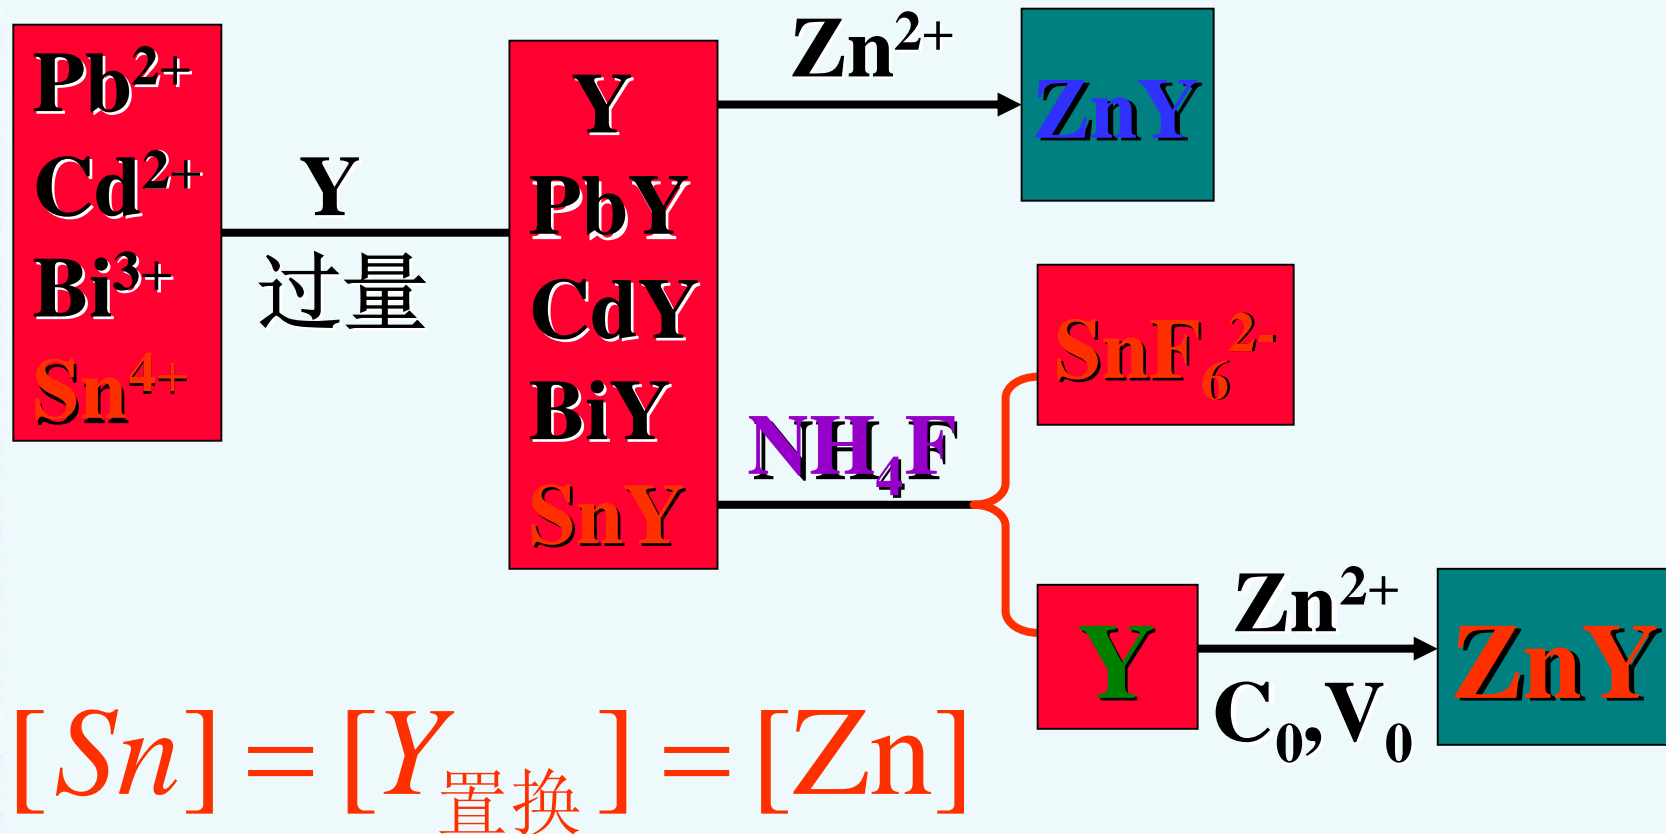 Pb²⁺
Cd²⁺
Bi³⁺
Sn⁴⁺
Y
过量
Y
PbY
CdY
BiY
SnY
Zn²⁺
ZnY
NH₄F
SnF₆²⁻
Y
Zn²⁺
C₀,V₀
ZnY
[Sn] = [Y置换] = [Zn]